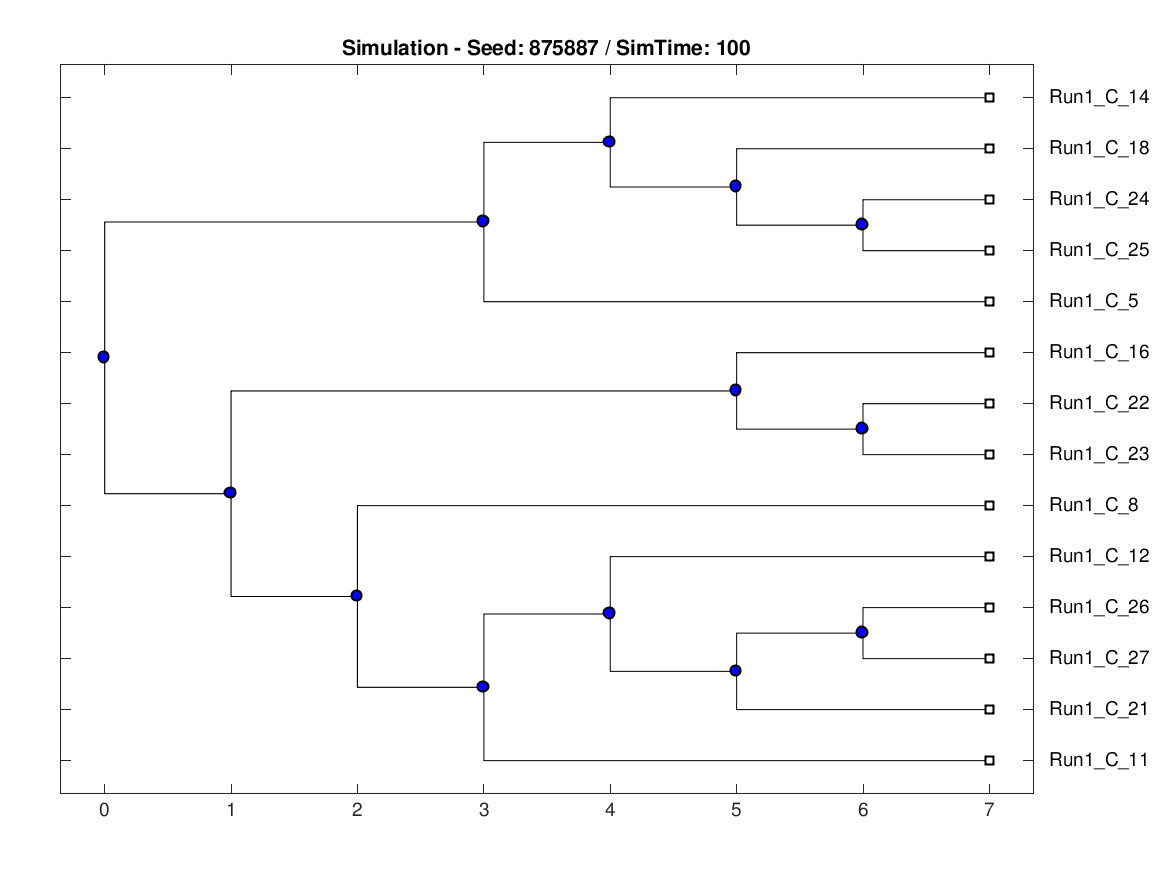 Simulation - Seed: 875887 / SimTime: 100
Run1_C_14
Run1_C_18
Run1_C_24
Run1_C_25
Run1_C_5
Run1_C_16
Run1_C_22
Run1_C_23
Run1_C_8
Run1_C_12
Run1_C_26
Run1_C_27
Run1_C_21
Run1_C_11
0 1 2 3 4 5 6 7